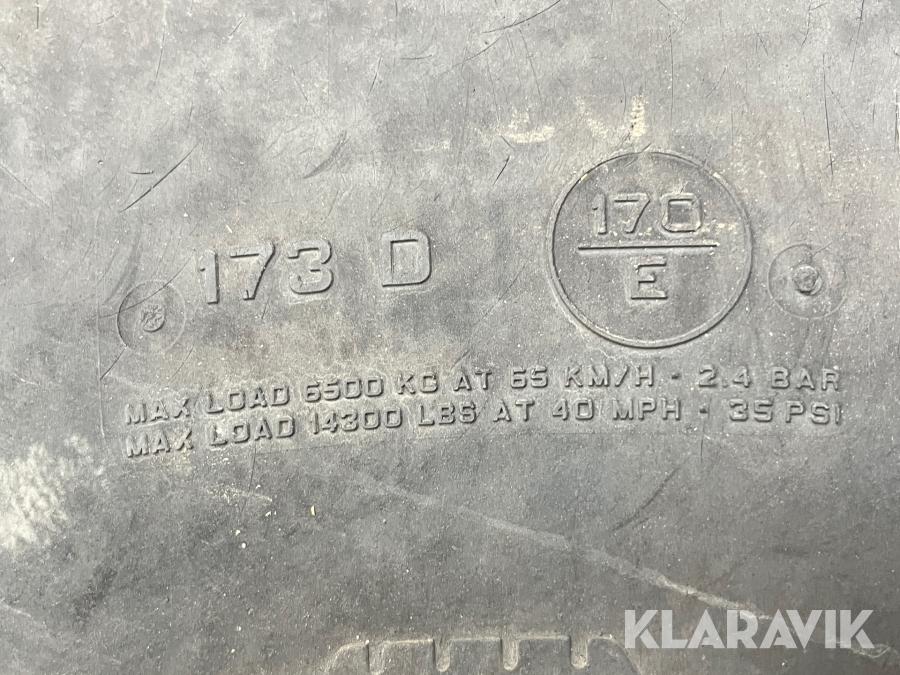 173 D
170
E
MAX LOAD 6500 KG AT 65 KM/H - 2.4 BAR
MAX LOAD 14300 LBS AT 40 MPH - 35 PSI
KLARAVIK